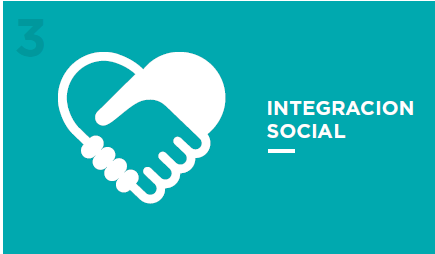 3
INTEGRACION
SOCIAL